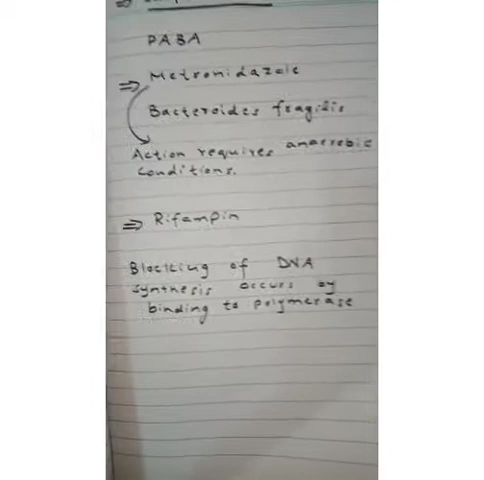 PABA
⇒ Metronidazole
Bacteroides fragilis
Action requires anaerobic
conditions.
⇒ Rifampin
Blocking of DNA
synthesis occurs by
binding to polymerase